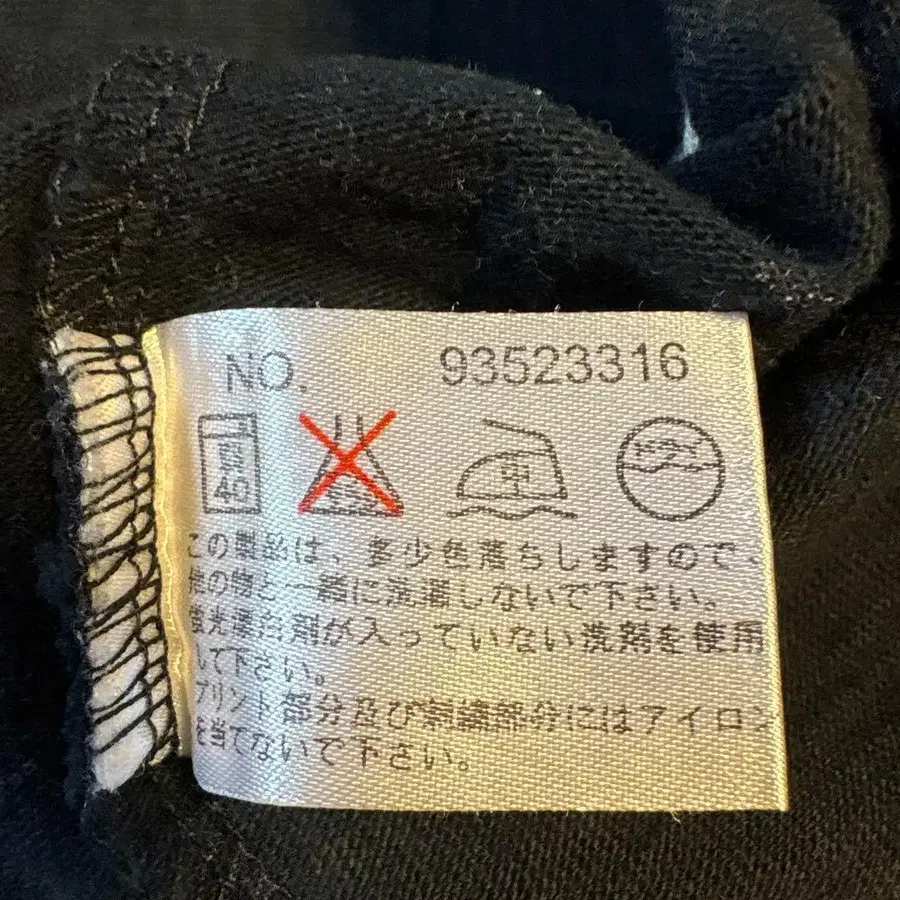 NO. 93523316
40 中 セキユ系
この製品は、多少色落ちしますので、
他の物と一緒に洗濯しないで下さい。
蛍光漂白剤が入っていない洗剤を使用
して下さい。
プリント部分及び刺繍部分にはアイロン
を当てないで下さい。